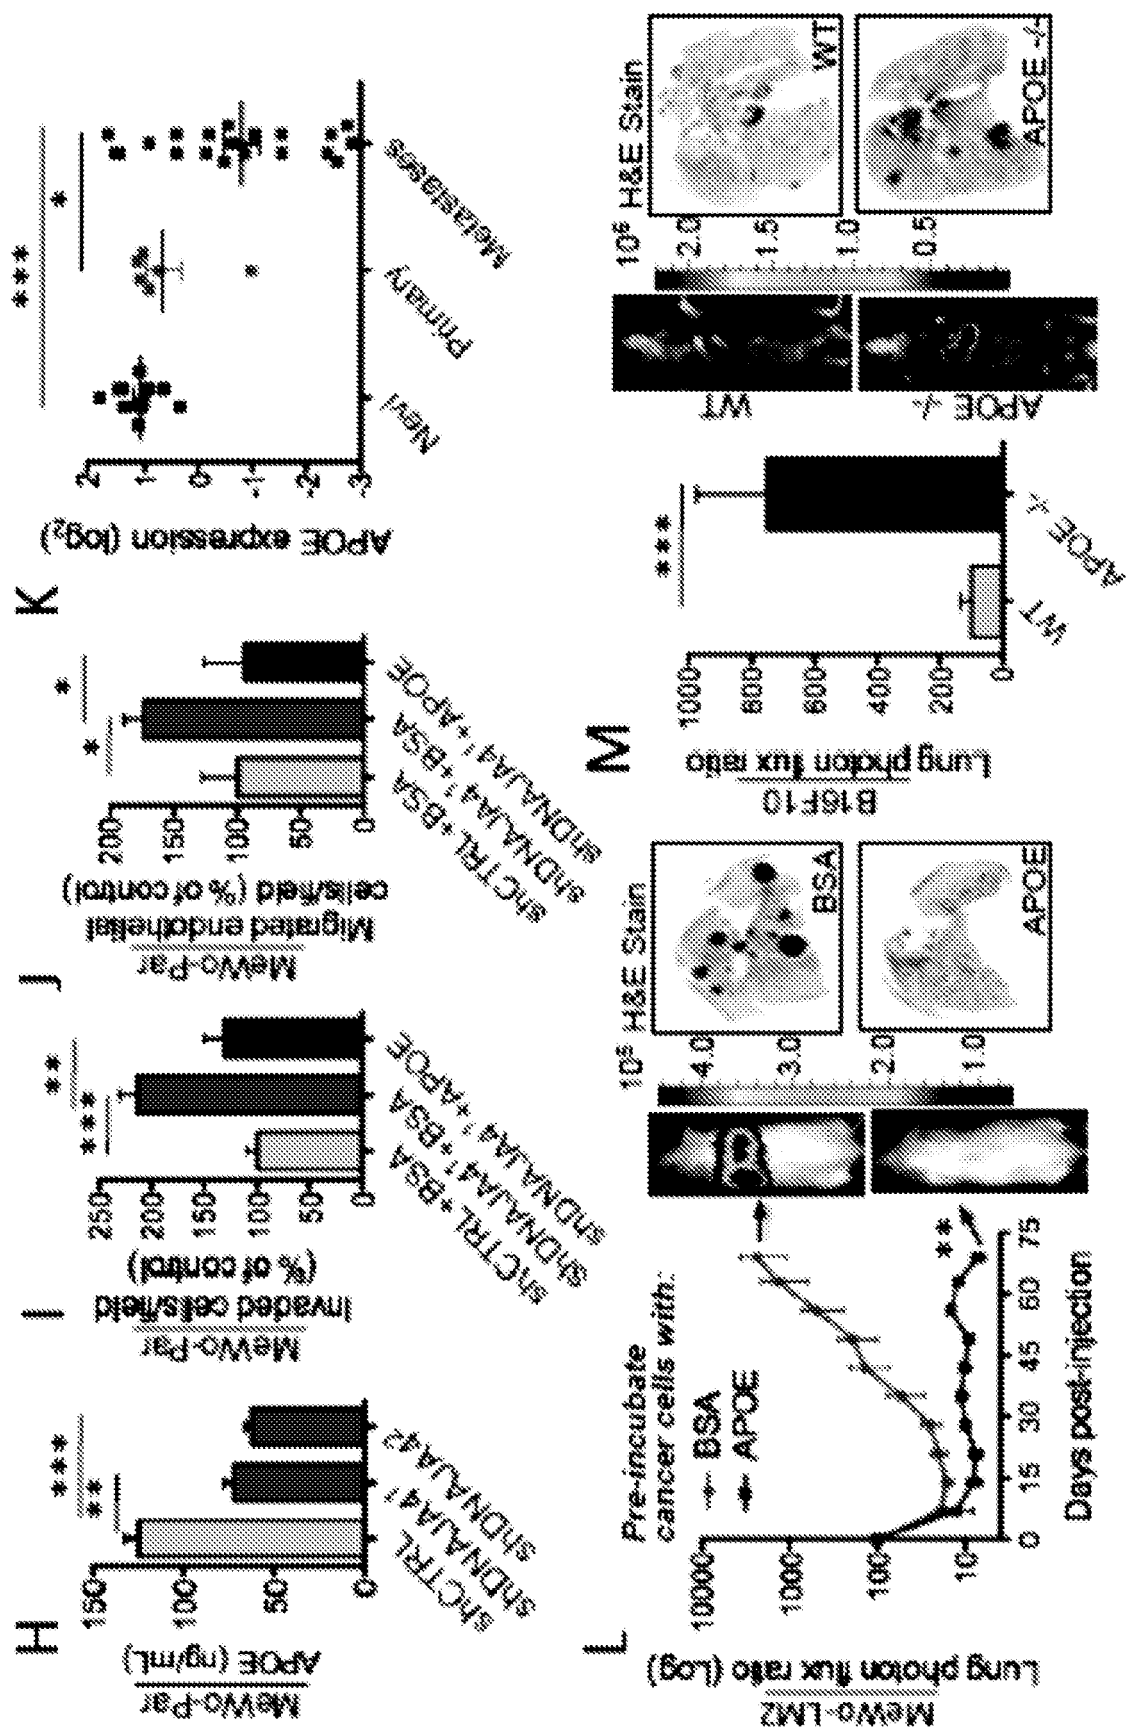 H
MeWo-Par
APOE (ng/mL)
150
100
50
0
shCTRL
shDNAJA4¹
shDNAJA4²
***
**
I
MeWo-Par
Invaded cells/field
(% of control)
250
200
150
100
50
0
shCTRL+BSA
shDNAJA4¹+BSA
shDNAJA4¹+APOE
***
**
J
MeWo-Par
Migrated endothelial
cells/field (% of control)
200
150
100
50
0
shCTRL+BSA
shDNAJA4¹+BSA
shDNAJA4¹+APOE
*
*
K
APOE expression (log₂)
2
1
0
-1
-2
-3
Nevi
Primary
Metastases
***
*
L
MeWo-LM2
Lung photon flux ratio (Log)
10000
1000
100
10
Pre-incubate
cancer cells with:
BSA
APOE
**
0 15 30 45 60 75
Days post-injection
10⁵
4.0
3.0
2.0
1.0
H&E Stain
BSA
APOE
M
B16F10
Lung photon flux ratio
1000
800
600
400
200
0
***
WT
APOE -/-
WT
APOE -/-
2.0
1.5
1.0
0.5
H&E Stain
WT
APOE -/-